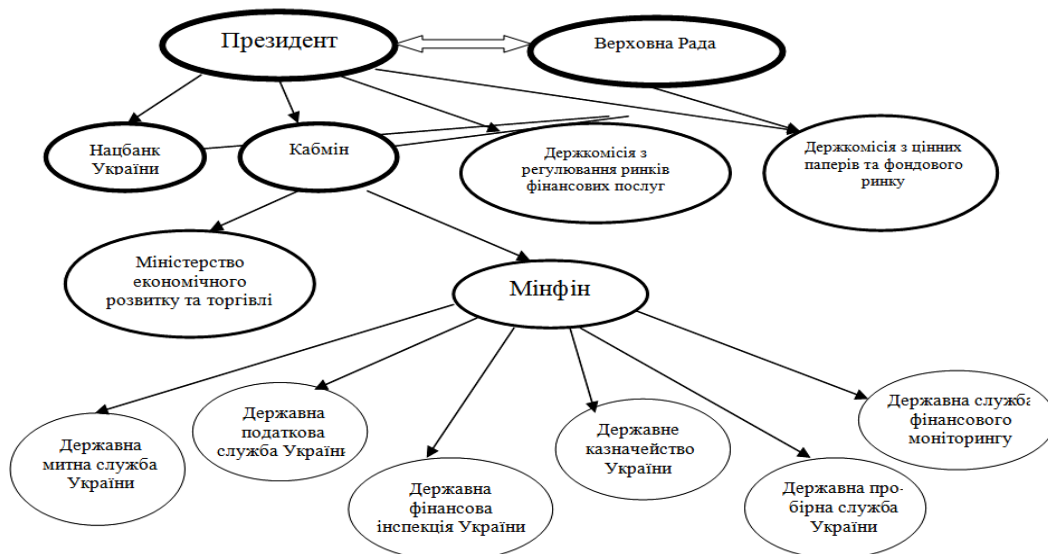 Президент
Верховна Рада
Нацбанк
України
Кабмін
Держкомісія з
регулювання ринків
фінансових послуг
Держкомісія з цінних
паперів та фондового
ринку
Міністерство
економічного
розвитку та торгівлі
Мінфін
Державна
митна служба
України
Державна
податкова
служба України
Державна
фінансова
інспекція України
Державне
казначейство
України
Державна про-
бірна служба
України
Державна служба
фінансового
моніторингу